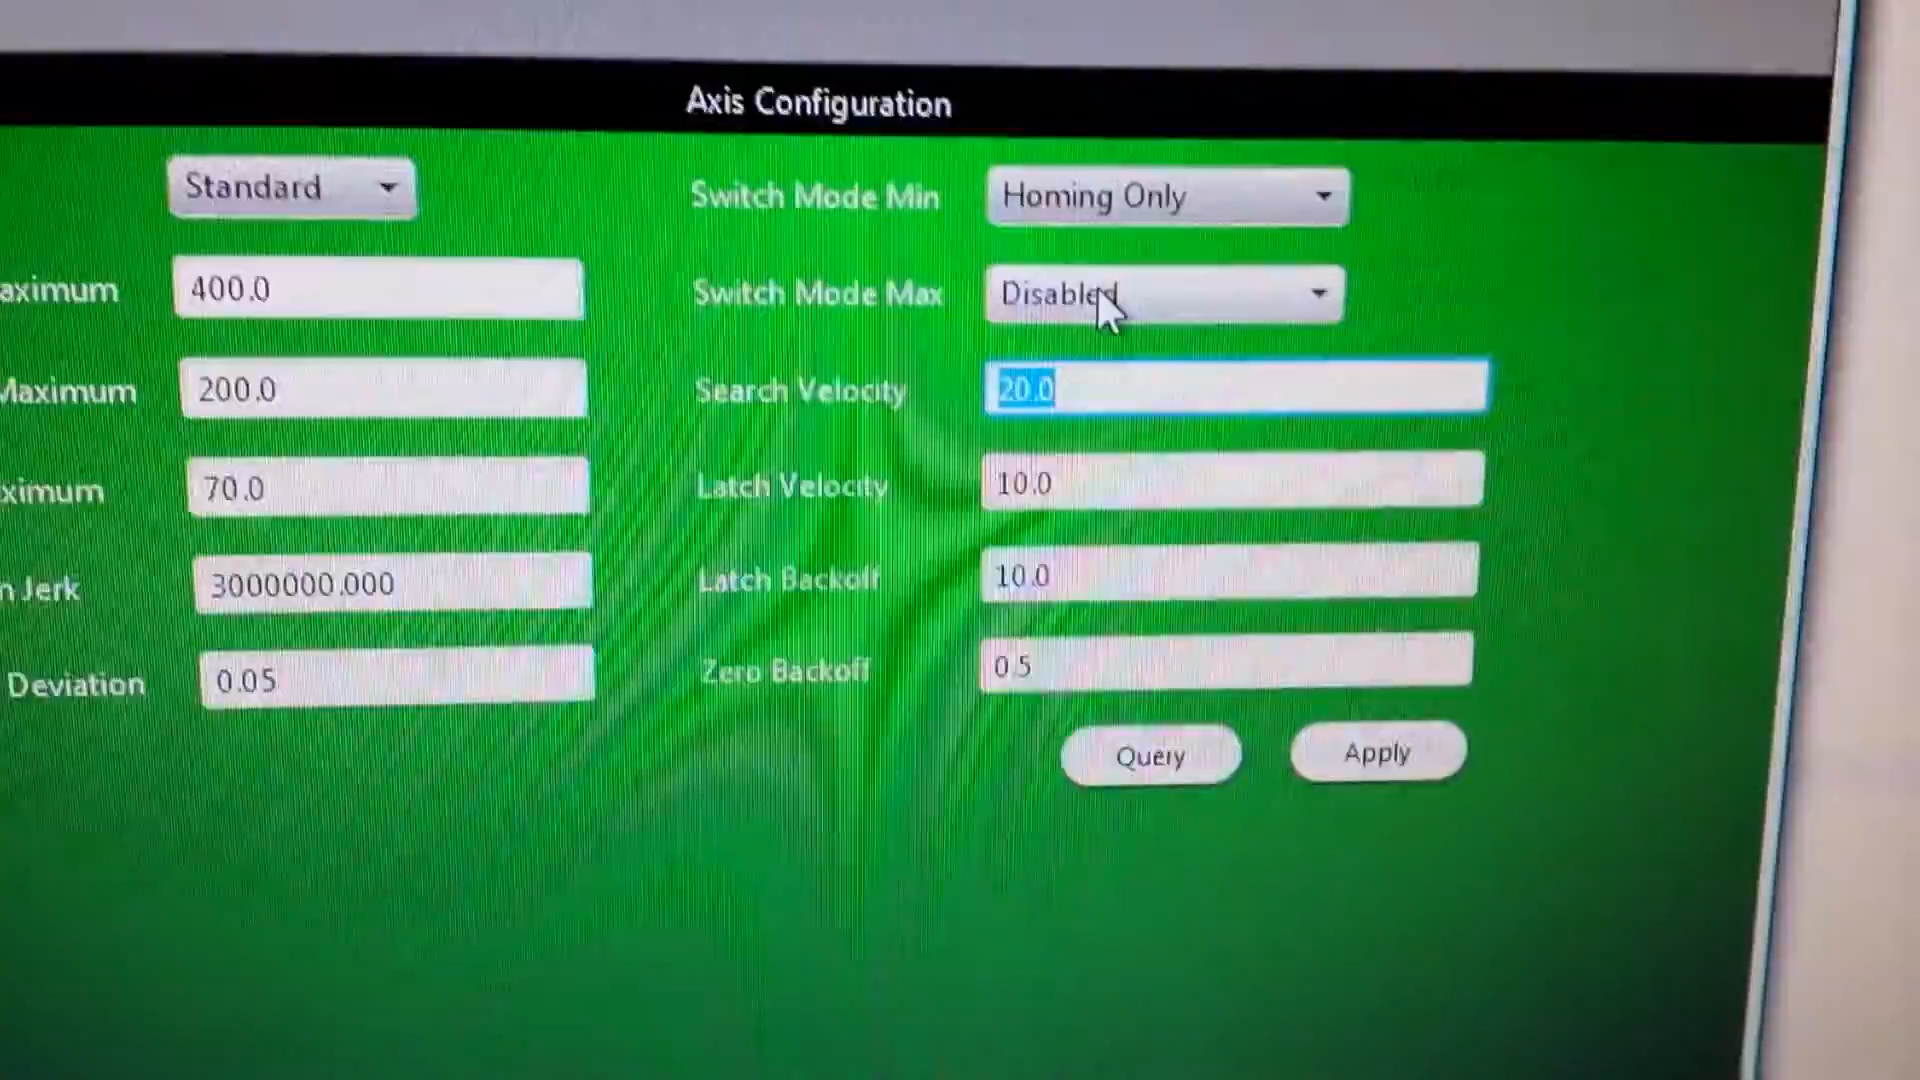 Axis Configuration
Standard
Switch Mode Min
Homing Only
aximum
400.0
Switch Mode Max
Disabled
Maximum
200.0
Search Velocity
20.0
ximum
70.0
Latch Velocity
10.0
n Jerk
3000000.000
Latch Backoff
10.0
Deviation
0.05
Zero Backoff
0.5
Query
Apply